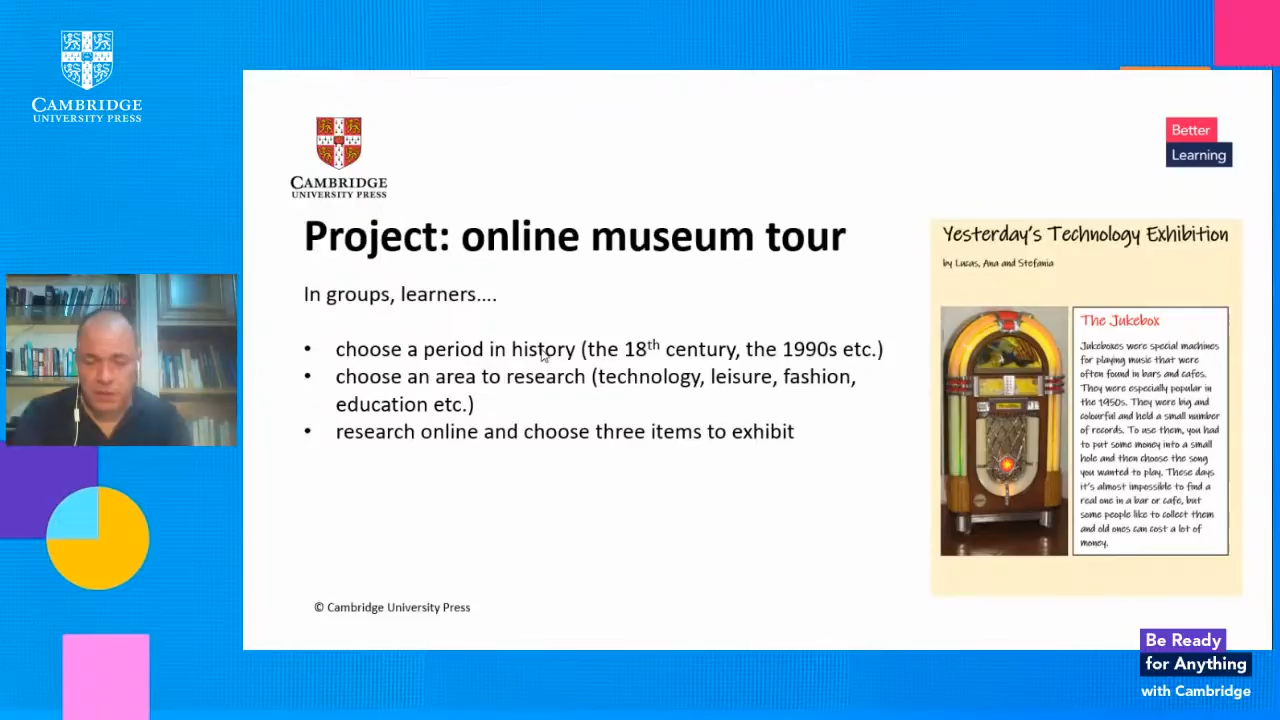 CAMBRIDGE
UNIVERSITY PRESS
CAMBRIDGE
UNIVERSITY PRESS
Better
Learning
Project: online museum tour
In groups, learners....
• choose a period in history (the 18th century, the 1990s etc.)
• choose an area to research (technology, leisure, fashion,
education etc.)
• research online and choose three items to exhibit
Yesterday's Technology Exhibition
by Lucas, Ana and Stefania
The Jukebox
Jukeboxes were special machines
for playing music that were
often found in bars and cafes.
They were especially popular in
the 1950s. They were big and
colourful and held a small number
of records. To use them, you had
to put some money into a small
hole and then choose the song
you wanted to play. These days
it's almost impossible to find a
real one in a bar or cafe, but
some people like to collect them
and old ones can cost a lot of
money.
© Cambridge University Press
Be Ready
for Anything
with Cambridge